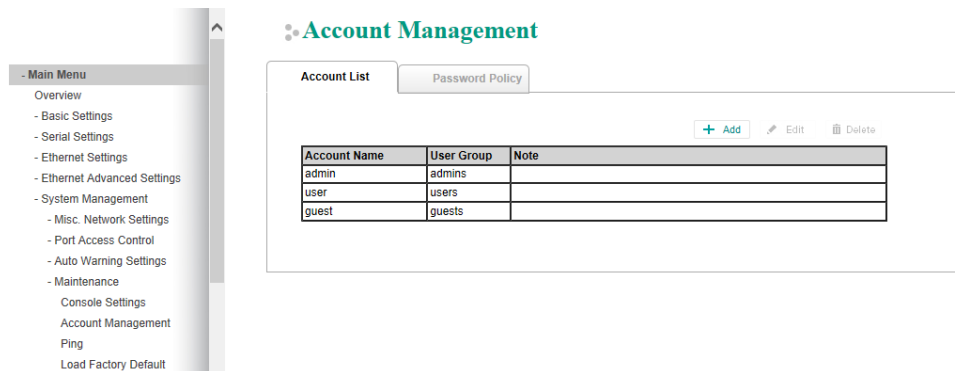 Account Management
- Main Menu
Overview
- Basic Settings
- Serial Settings
- Ethernet Settings
- Ethernet Advanced Settings
- System Management
- Misc. Network Settings
- Port Access Control
- Auto Warning Settings
- Maintenance
Console Settings
Account Management
Ping
Load Factory Default
Account List Password Policy
+ Add Edit Delete
Account Name User Group Note
admin admins
user users
guest guests